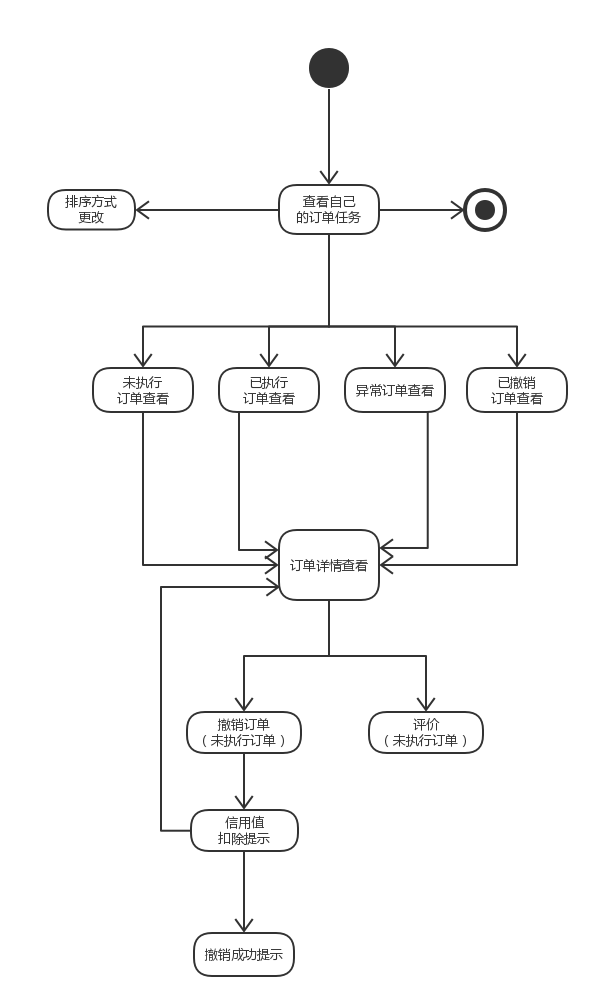 查看自己
的订单任务
排序方式
更改
未执行
订单查看
已执行
订单查看
异常订单查看
已撤销
订单查看
订单详情查看
撤销订单
（未执行订单）
评价
（未执行订单）
信用值
扣除提示
撤销成功提示